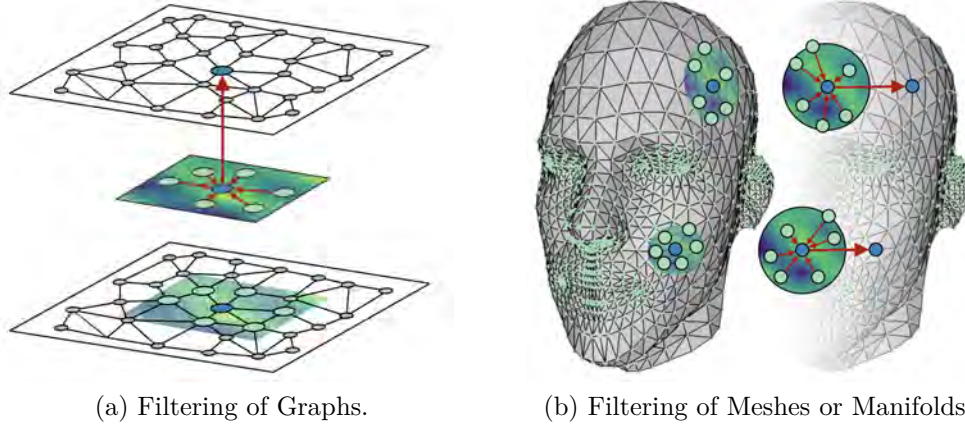 (a) Filtering of Graphs.
(b) Filtering of Meshes or Manifolds